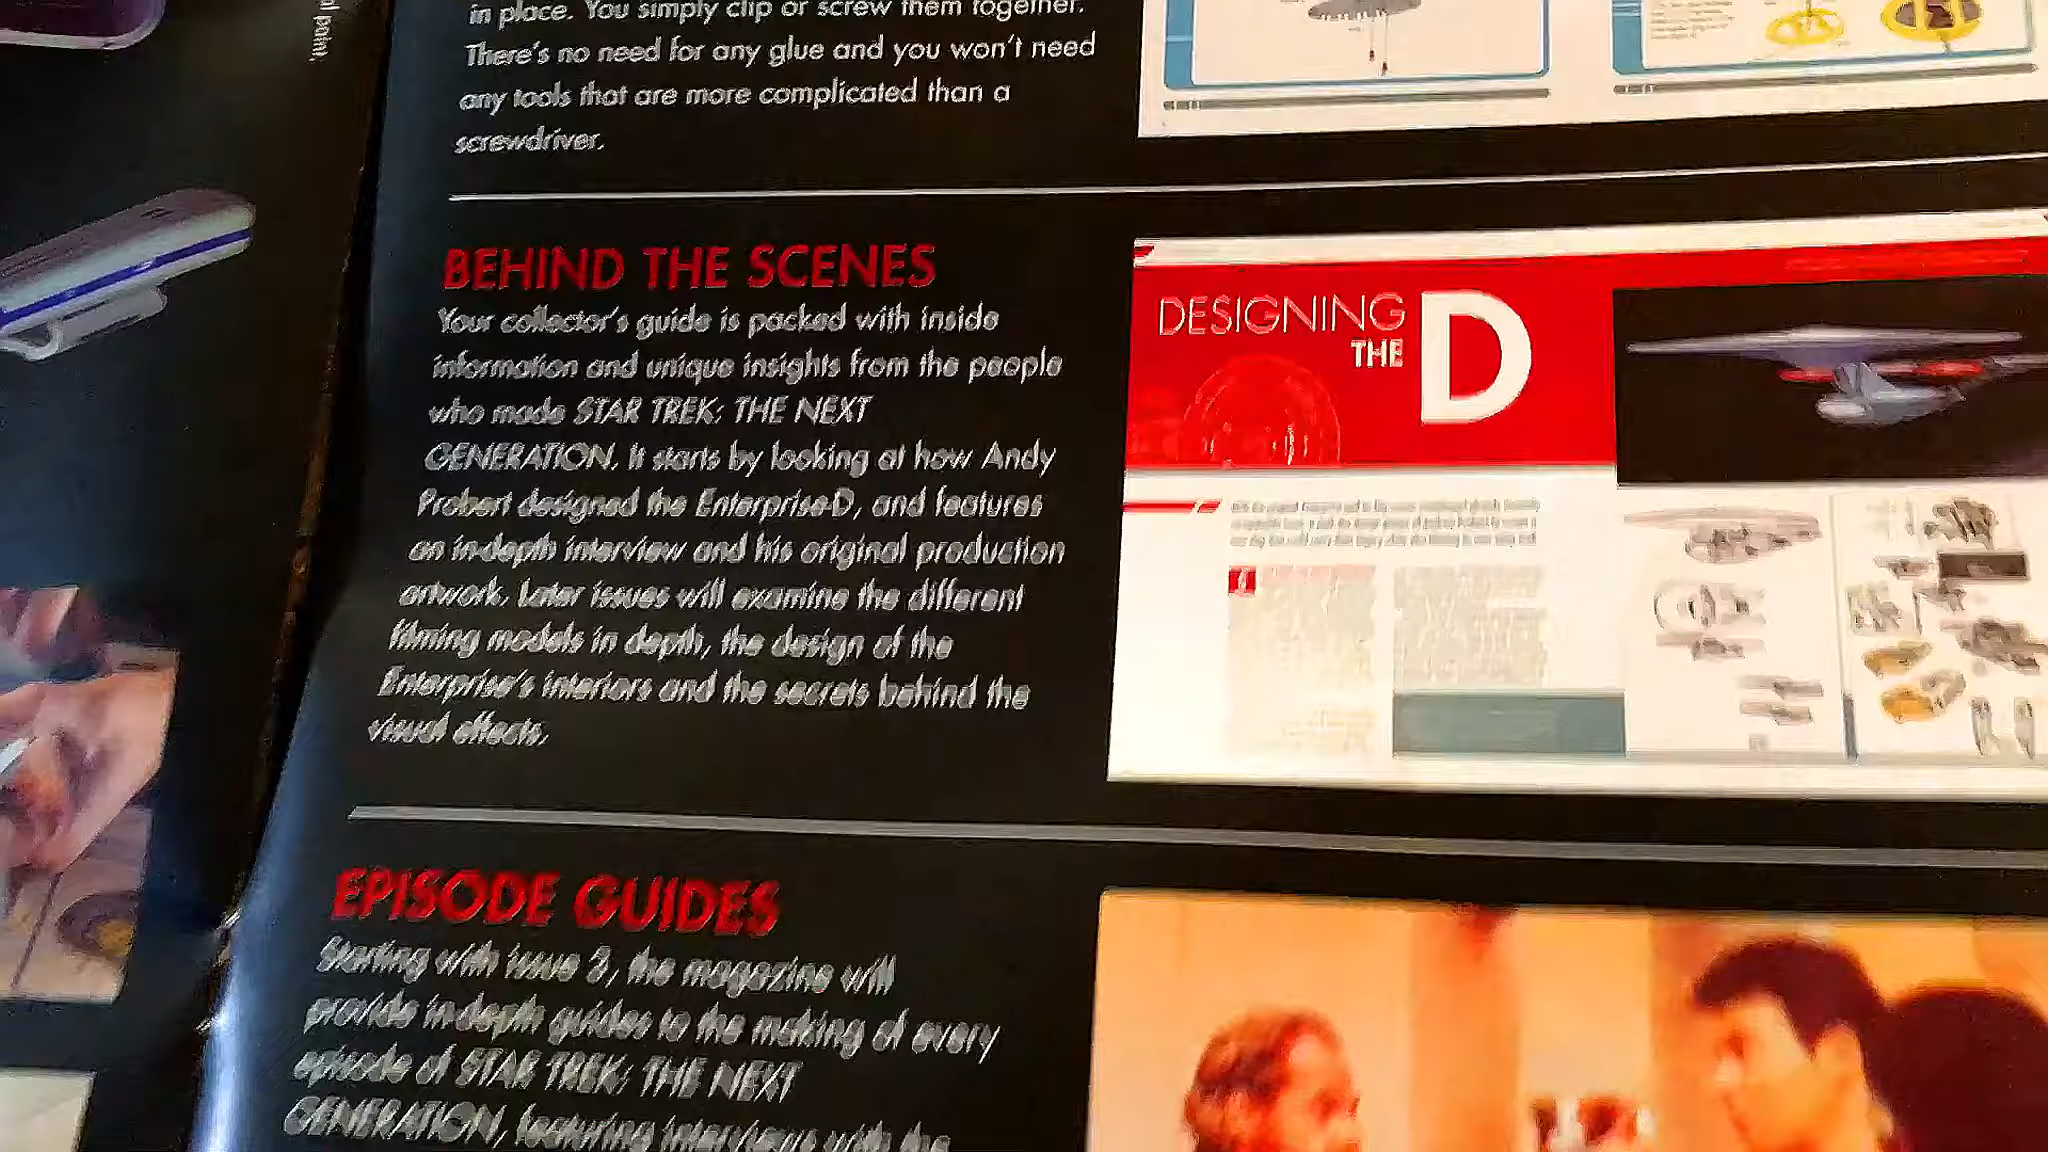 in place. You simply clip or screw them together.
There's no need for any glue and you won't need
any tools that are more complicated than a
screwdriver.
BEHIND THE SCENES
Your collector's guide is packed with inside
information and unique insights from the people
who made STAR TREK: THE NEXT
GENERATION. It starts by looking at how Andy
Probert designed the Enterprise-D, and features
an in-depth interview and his original production
artwork. Later issues will examine the different
filming models in depth, the design of the
Enterprise's interiors and the secrets behind the
visual effects.
EPISODE GUIDES
Starting with issue 3, the magazine will
provide in-depth guides to the making of every
episode of STAR TREK: THE NEXT
GENERATION, featuring interviews with the
DESIGNING
THE D
paint.